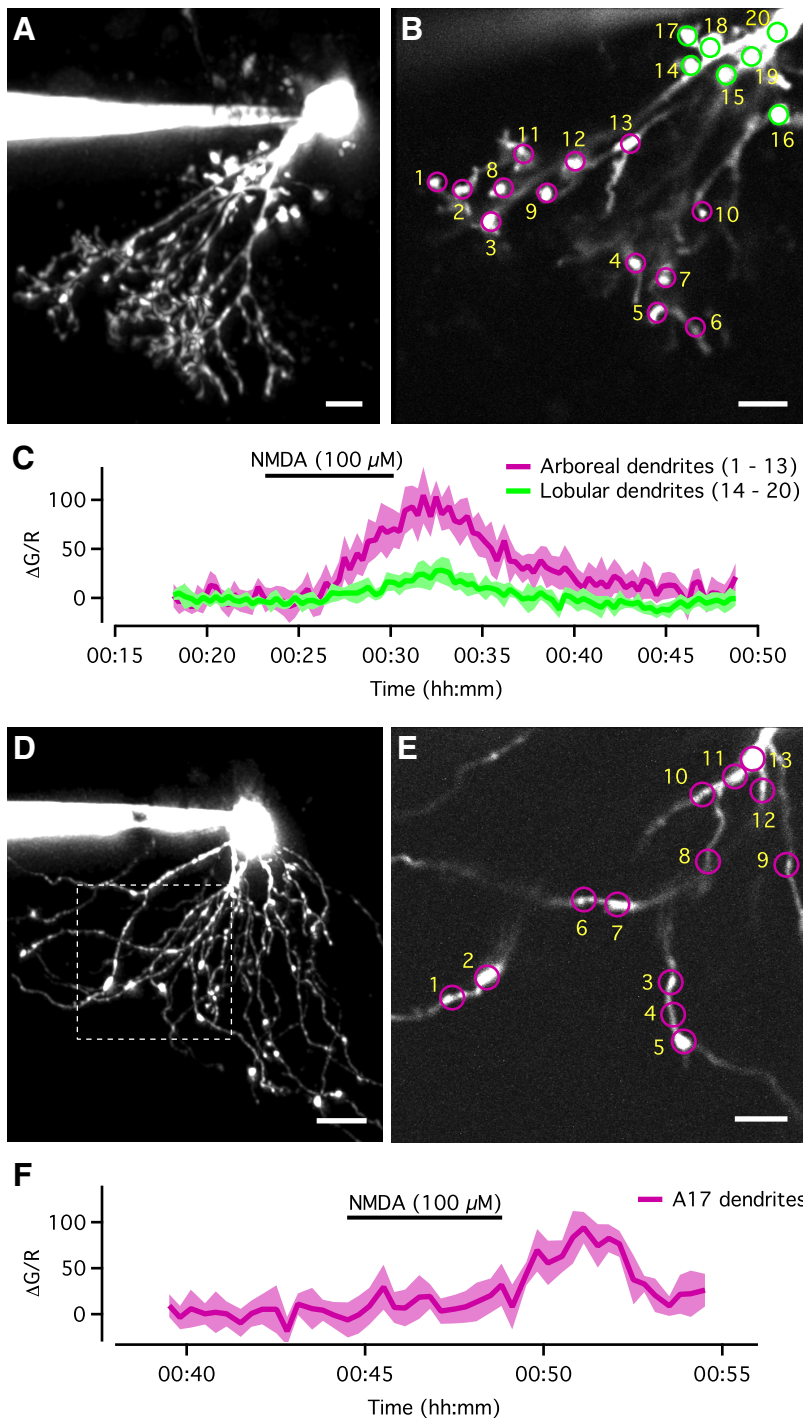 A
B
17
18
20
14
15
19
16
11
12
13
1
2
8
9
3
10
4
7
5
6
C
NMDA (100 µM)
Arboreal dendrites (1 - 13)
Lobular dendrites (14 - 20)
100
50
0
ΔG/R
00:15 00:20 00:25 00:30 00:35 00:40 00:45 00:50
Time (hh:mm)
D
E
11
13
10
12
8
9
6
7
2
1
3
4
5
F
NMDA (100 µM)
A17 dendrites
100
50
0
ΔG/R
00:40 00:45 00:50 00:55
Time (hh:mm)